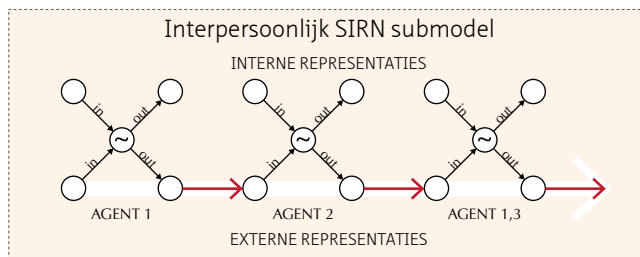 Interpersoonlijk SIRN submodel
INTERNE REPRESENTATIES
in out in out in out
~ ~ ~
in out in out in out
AGENT 1 AGENT 2 AGENT 1,3
EXTERNE REPRESENTATIES